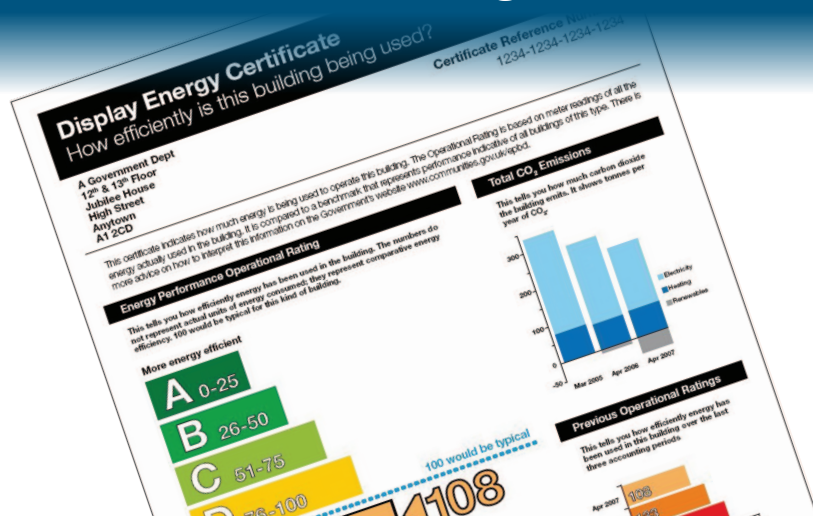 Display Energy Certificate
How efficiently is this building being used?
Certificate Reference
1234-1234-1234-1234
A Government Dept
12th & 13th Floor
Jubilee House
High Street
Anytown
A1 2CD
This certificate indicates how much energy is being used to operate this building. The Operational Rating is based on meter readings of all the
energy actually used in the building. It is compared to a benchmark that represents performance indicative of all buildings of this type. There is
more advice on how to interpret this information on the Government's website www.communities.gov.uk/epbd.
Energy Performance Operational Rating
This tells you how efficiently energy has been used in the building. The numbers do
not represent actual units of energy consumed; they represent comparative energy
efficiency. 100 would be typical for this kind of building.
More energy efficient
A 0-25
B 26-50
C 51-75
D 76-100
100 would be typical
108
Total CO2 Emissions
This tells you how much carbon dioxide
the building emits. It shows tonnes per
year of CO2.
300
200
100
0
-50
Electricity
Heating
Renewables
Mar 2005 Apr 2006 Apr 2007
Previous Operational Ratings
This tells you how efficiently energy has
been used in this building over the last
three accounting periods
Apr 2007 108